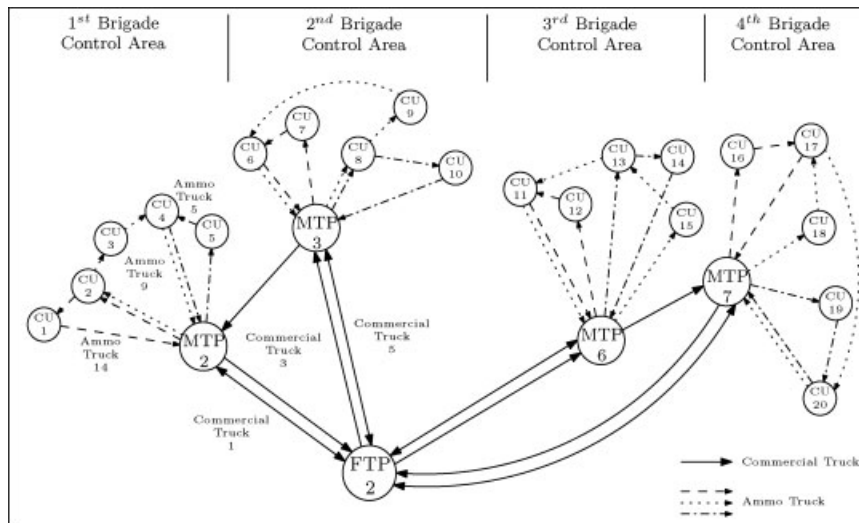 1st Brigade
Control Area
2nd Brigade
Control Area
3rd Brigade
Control Area
4th Brigade
Control Area
CU
1
CU
2
CU
3
CU
4
CU
5
Ammo
Truck
5
Ammo
Truck
9
Ammo
Truck
14
MTP
2
CU
6
CU
7
CU
8
CU
9
CU
10
MTP
3
Commercial
Truck
3
Commercial
Truck
5
Commercial
Truck
1
FTP
2
CU
11
CU
12
CU
13
CU
14
CU
15
MTP
6
CU
16
CU
17
CU
18
CU
19
CU
20
MTP
7
Commercial Truck
Ammo Truck